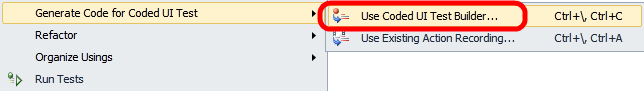 Generate Code for Coded UI Test
Refactor
Organize Usings
Run Tests
Use Coded UI Test Builder... Ctrl+\, Ctrl+C
Use Existing Action Recording... Ctrl+\, Ctrl+A